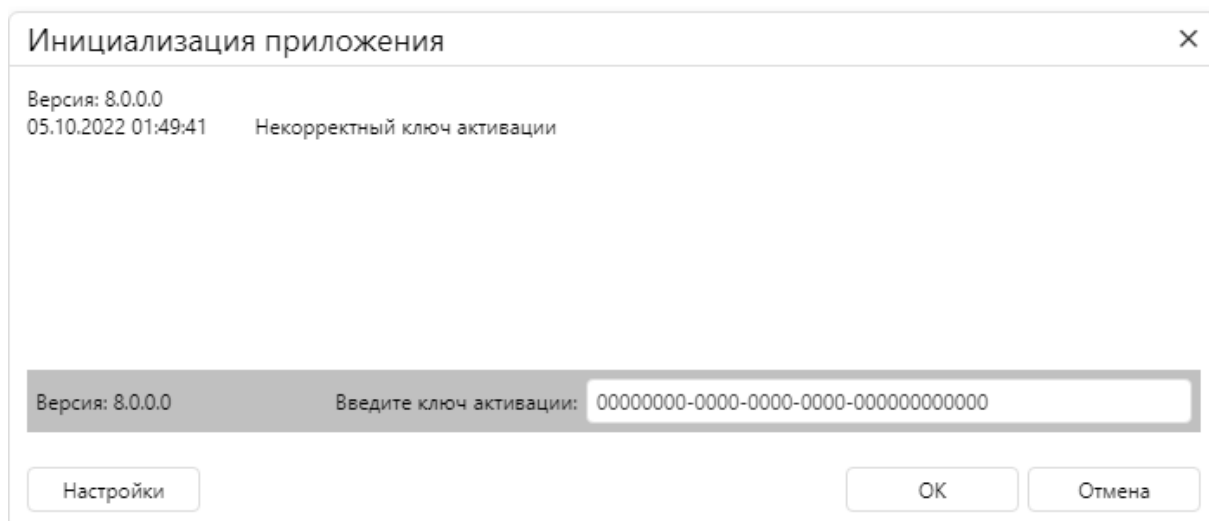 Инициализация приложения
Версия: 8.0.0.0
05.10.2022 01:49:41 Некорректный ключ активации
Версия: 8.0.0.0 Введите ключ активации: 00000000-0000-0000-0000-000000000000
Настройки ОК Отмена